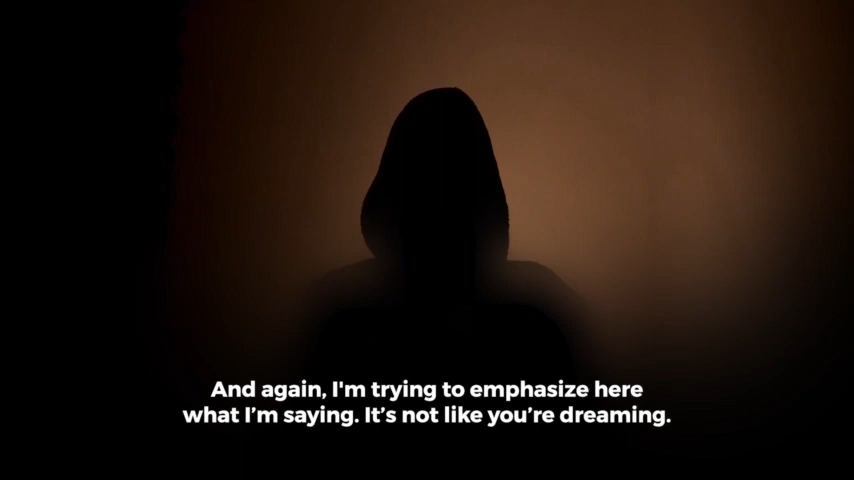 And again, I'm trying to emphasize here
what I’m saying. It’s not like you’re dreaming.